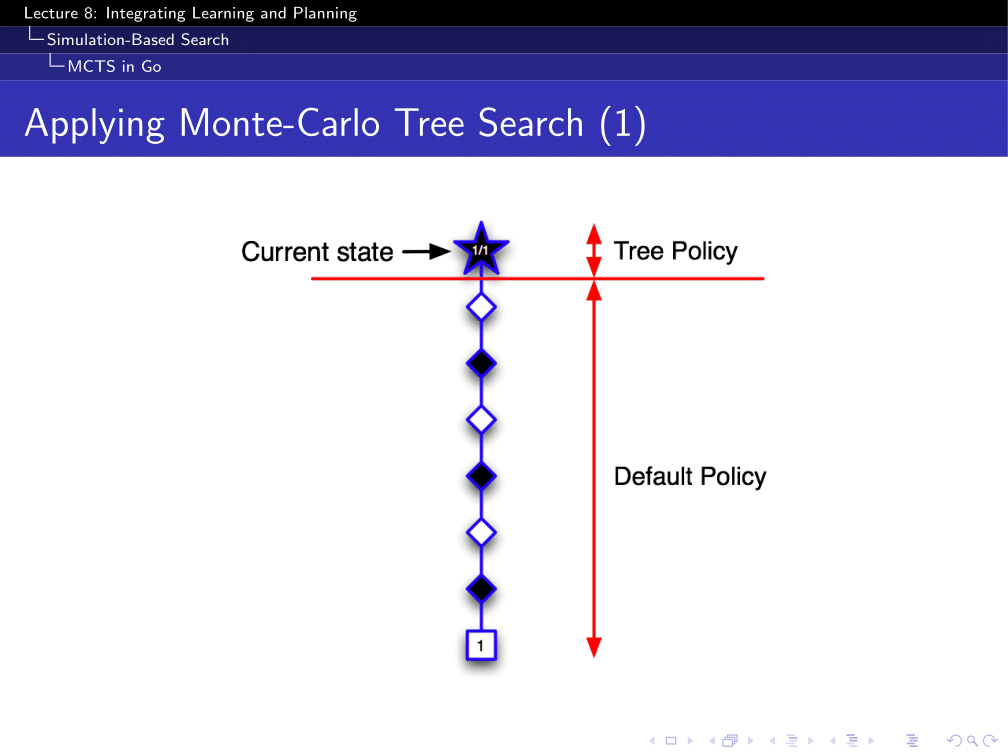 Lecture 8: Integrating Learning and Planning
Simulation-Based Search
MCTS in Go
Applying Monte-Carlo Tree Search (1)
Current state
1/1
Tree Policy
Default Policy
1